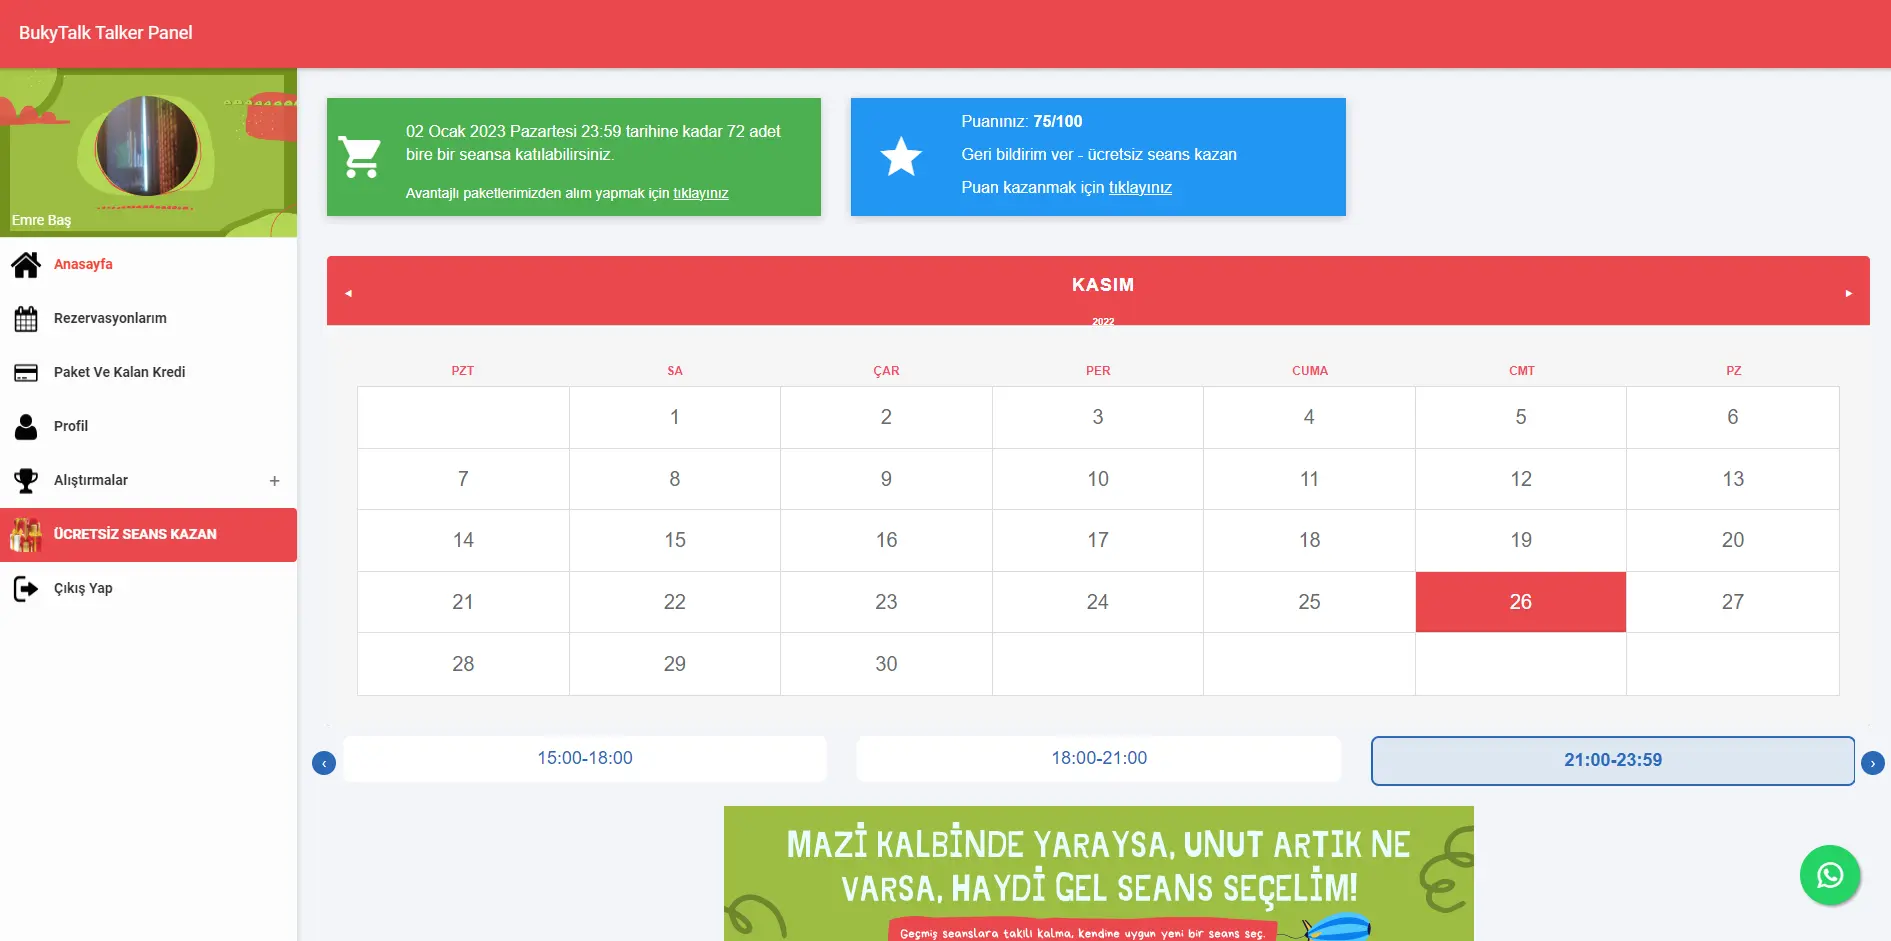 BukyTalk Talker Panel
Emre Baş
Anasayfa
Rezervasyonlarım
Paket Ve Kalan Kredi
Profil
Alıştırmalar +
ÜCRETSİZ SEANS KAZAN
Çıkış Yap
02 Ocak 2023 Pazartesi 23:59 tarihine kadar 72 adet
bire bir seansa katılabilirsiniz.
Avantajlı paketlerimizden alım yapmak için tıklayınız
Puanınız: 75/100
Geri bildirim ver - ücretsiz seans kazan
Puan kazanmak için tıklayınız
KASIM
2022
PZT SA ÇAR PER CUMA CMT PZ
1 2 3 4 5 6
7 8 9 10 11 12 13
14 15 16 17 18 19 20
21 22 23 24 25 26 27
28 29 30
15:00-18:00 18:00-21:00 21:00-23:59
MAZİ KALBİNDE YARAYSA, UNUT ARTIK NE
VARSA, HAYDİ GEL SEANS SEÇELİM!
Geçmiş seanslara takılı kalma, kendine uygun yeni bir seans seç.